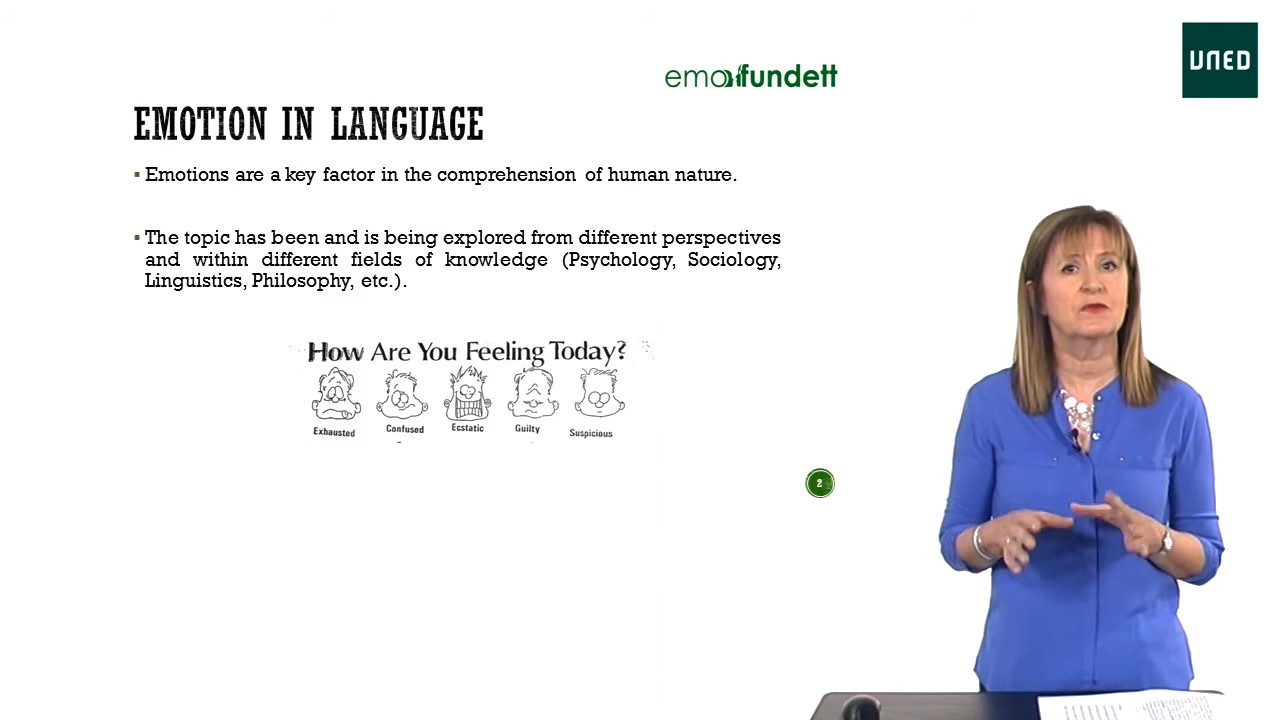 UNED
emofundett
EMOTION IN LANGUAGE
▪ Emotions are a key factor in the comprehension of human nature.
▪ The topic has been and is being explored from different perspectives
and within different fields of knowledge (Psychology, Sociology,
Linguistics, Philosophy, etc.).
How Are You Feeling Today?
Exhausted Confused Ecstatic Guilty Suspicious
2